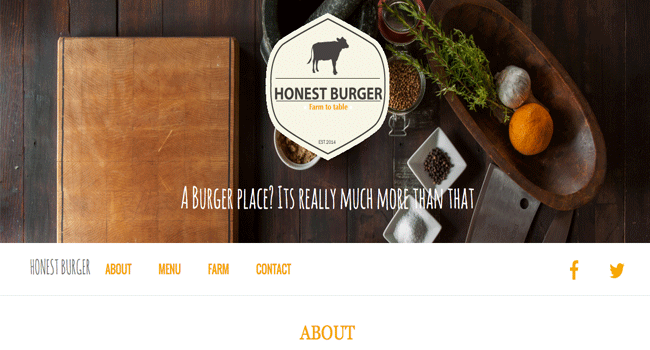 HONEST BURGER
Farm to table
EST 2014
A Burger place? Its really much more than that
HONEST BURGER ABOUT MENU FARM CONTACT
ABOUT